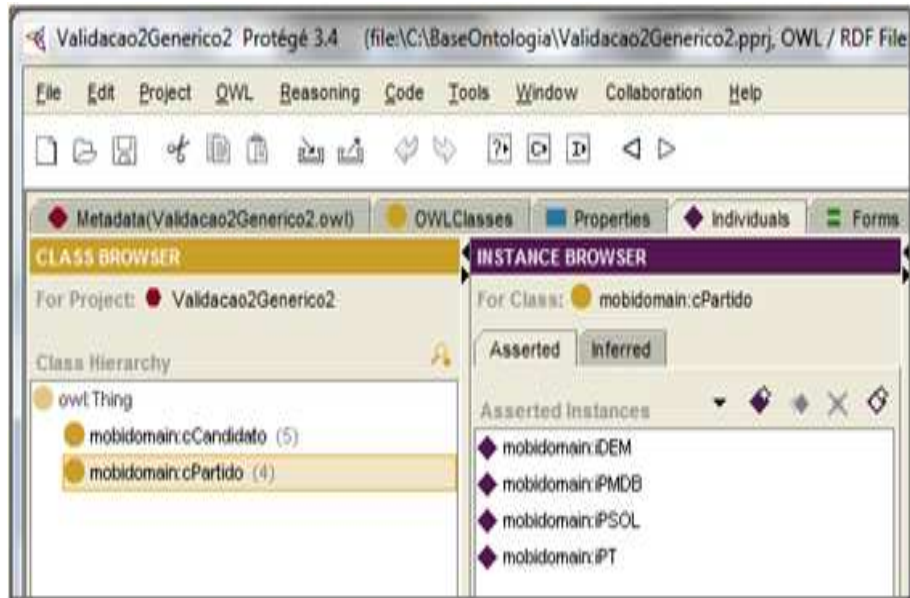 Validacao2Generico2 Protégé 3.4 (file:\C:\BaseOntologia\Validacao2Generico2.pprj, OWL / RDF File
File Edit Project OWL Reasoning Code Tools Window Collaboration Help
Metadata(Validacao2Generico2.owl) OWLClasses Properties Individuals Forms
CLASS BROWSER
For Project: Validacao2Generico2
Class Hierarchy
owl:Thing
mobidomain:cCandidato (5)
mobidomain:cPartido (4)
INSTANCE BROWSER
For Class: mobidomain:cPartido
Asserted Inferred
Asserted Instances
mobidomain:iDEM
mobidomain:iPMDB
mobidomain:iPSOL
mobidomain:iPT